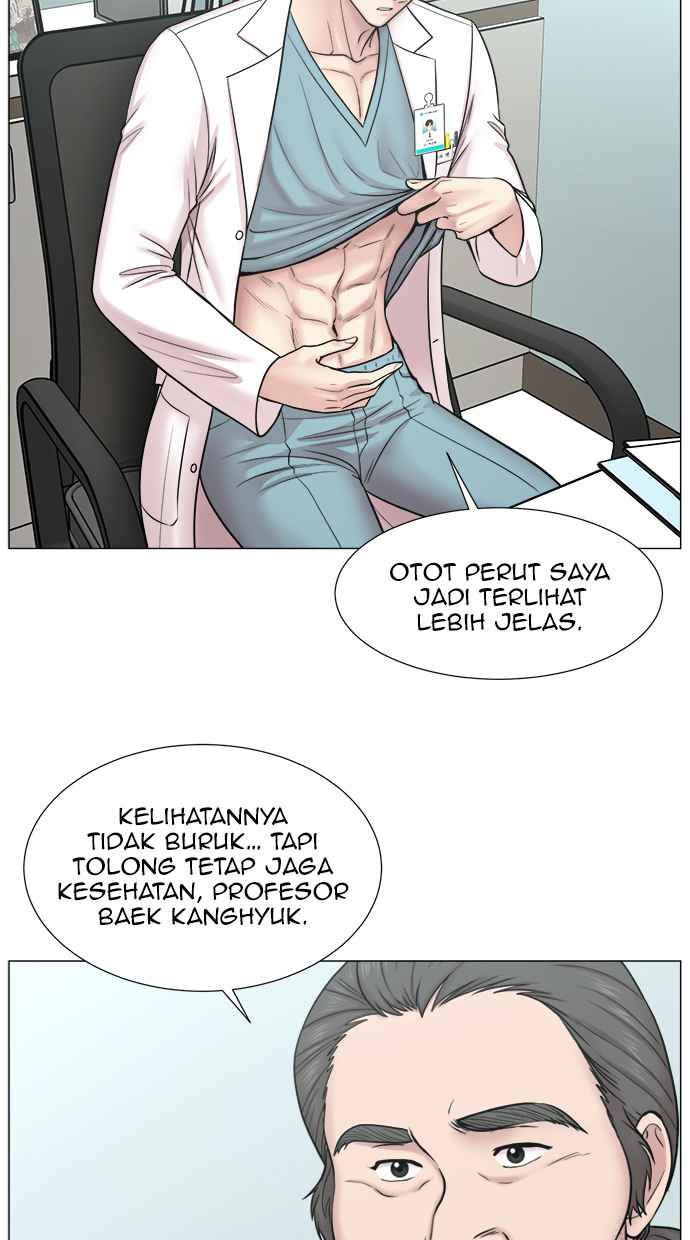 OTOT PERUT SAYA
JADI TERLIHAT
LEBIH JELAS.
KELIHATANNYA
TIDAK BURUK... TAPI
TOLONG TETAP JAGA
KESEHATAN, PROFESOR
BAEK KANGHYUK.